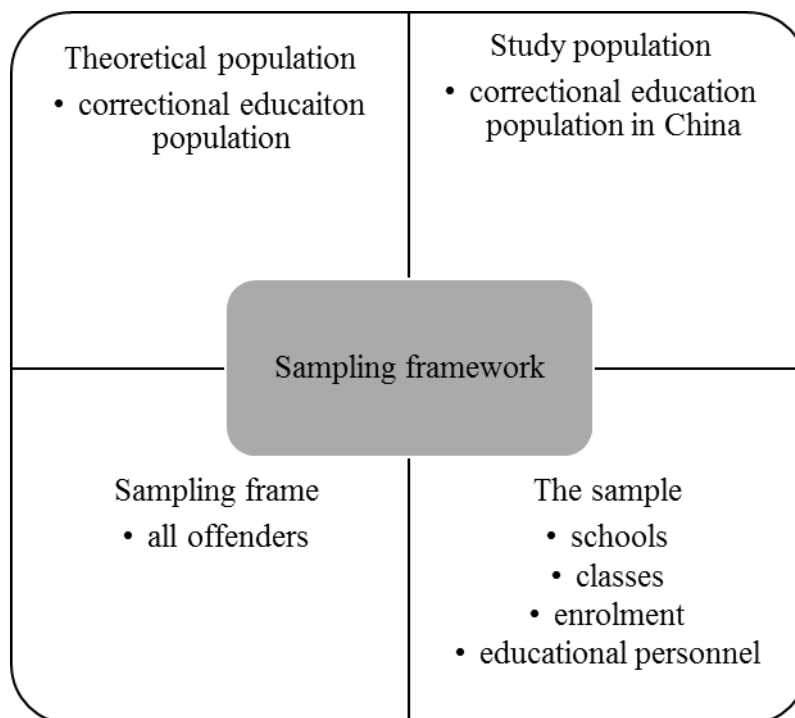 Theoretical population
• correctional educaiton
population
Study population
• correctional education
population in China
Sampling framework
Sampling frame
• all offenders
The sample
• schools
• classes
• enrolment
• educational personnel